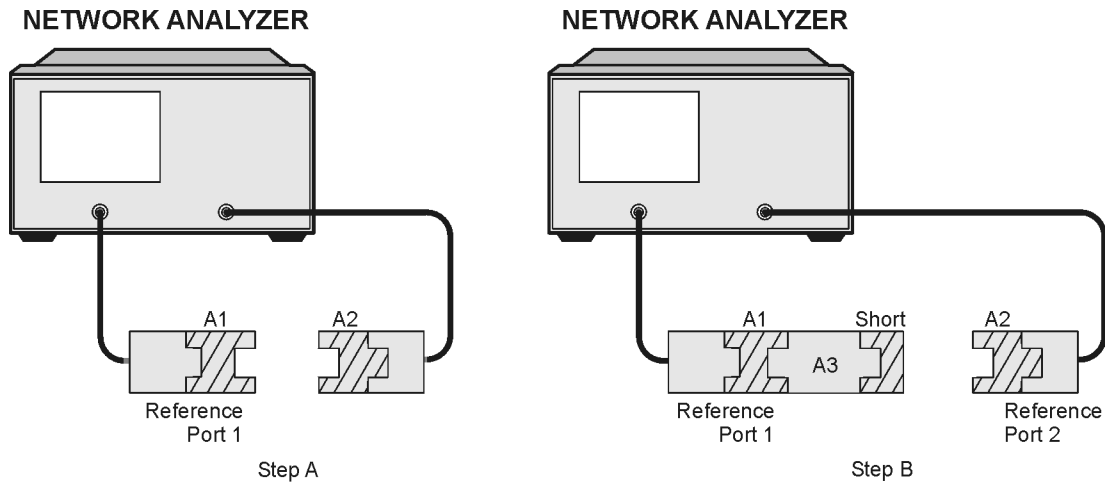 NETWORK ANALYZER
A1
A2
Reference
Port 1
Step A
NETWORK ANALYZER
A1
Short
A2
A3
Reference
Port 1
Reference
Port 2
Step B